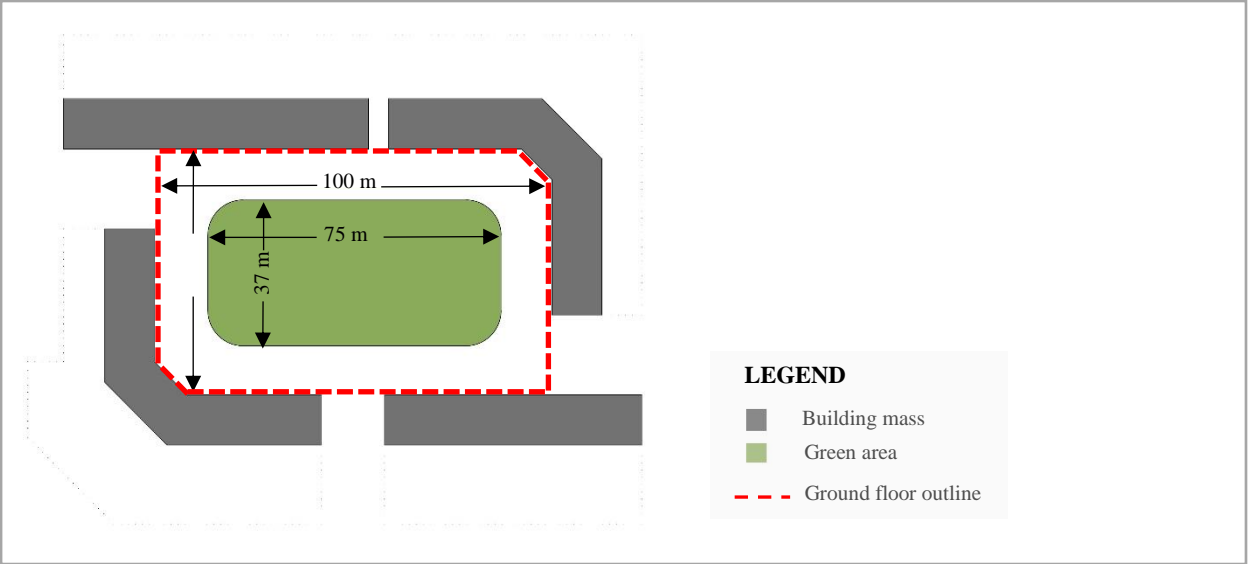 100 m
75 m
37 m
LEGEND
Building mass
Green area
Ground floor outline